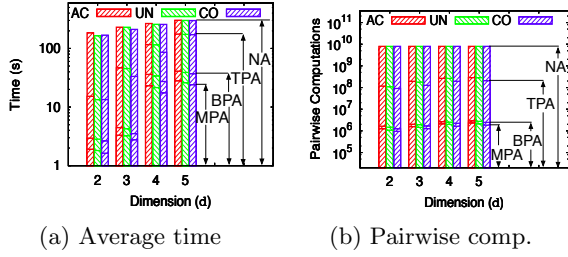 AC UN CO
Time (s)
100
10
1
NA
TPA
BPA
MPA
2 3 4 5
Dimension (d)
(a) Average time
AC UN CO
Pairwise Computations
10^11
10^10
10^9
10^8
10^7
10^6
10^5
NA
TPA
BPA
MPA
2 3 4 5
Dimension (d)
(b) Pairwise comp.